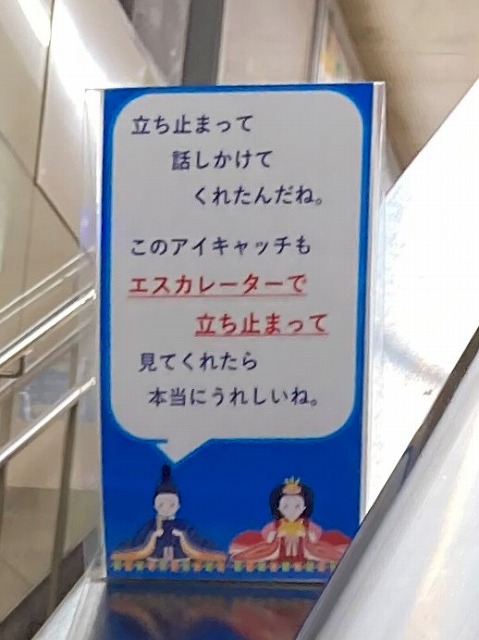 立ち止まって
話しかけて
くれたんだね。
このアイキャッチも
エスカレーターで
立ち止まって
見てくれたら
本当にうれしいね。